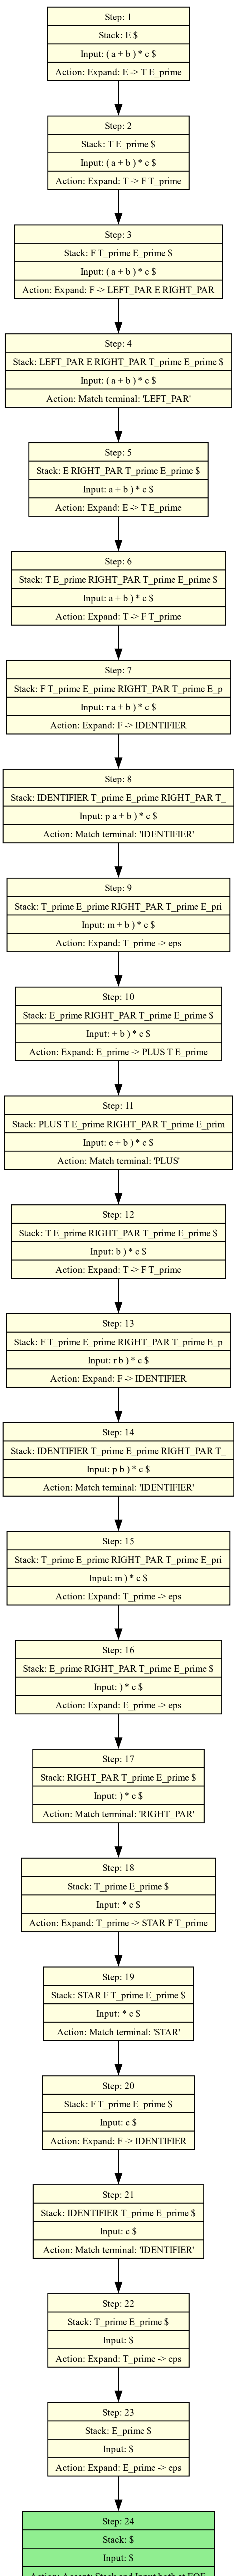 Step: 1
Stack: E $
Input: ( a + b ) * c $
Action: Expand: E -> T E_prime
Step: 2
Stack: T E_prime $
Input: ( a + b ) * c $
Action: Expand: T -> F T_prime
Step: 3
Stack: F T_prime E_prime $
Input: ( a + b ) * c $
Action: Expand: F -> LEFT_PAR E RIGHT_PAR
Step: 4
Stack: LEFT_PAR E RIGHT_PAR T_prime E_prime $
Input: ( a + b ) * c $
Action: Match terminal: 'LEFT_PAR'
Step: 5
Stack: E RIGHT_PAR T_prime E_prime $
Input: a + b ) * c $
Action: Expand: E -> T E_prime
Step: 6
Stack: T E_prime RIGHT_PAR T_prime E_prime $
Input: a + b ) * c $
Action: Expand: T -> F T_prime
Step: 7
Stack: F T_prime E_prime RIGHT_PAR T_prime E_p
Input: r a + b ) * c $
Action: Expand: F -> IDENTIFIER
Step: 8
Stack: IDENTIFIER T_prime E_prime RIGHT_PAR T_
Input: p a + b ) * c $
Action: Match terminal: 'IDENTIFIER'
Step: 9
Stack: T_prime E_prime RIGHT_PAR T_prime E_pri
Input: m + b ) * c $
Action: Expand: T_prime -> eps
Step: 10
Stack: E_prime RIGHT_PAR T_prime E_prime $
Input: + b ) * c $
Action: Expand: E_prime -> PLUS T E_prime
Step: 11
Stack: PLUS T E_prime RIGHT_PAR T_prime E_prim
Input: e + b ) * c $
Action: Match terminal: 'PLUS'
Step: 12
Stack: T E_prime RIGHT_PAR T_prime E_prime $
Input: b ) * c $
Action: Expand: T -> F T_prime
Step: 13
Stack: F T_prime E_prime RIGHT_PAR T_prime E_p
Input: r b ) * c $
Action: Expand: F -> IDENTIFIER
Step: 14
Stack: IDENTIFIER T_prime E_prime RIGHT_PAR T_
Input: p b ) * c $
Action: Match terminal: 'IDENTIFIER'
Step: 15
Stack: T_prime E_prime RIGHT_PAR T_prime E_pri
Input: m ) * c $
Action: Expand: T_prime -> eps
Step: 16
Stack: E_prime RIGHT_PAR T_prime E_prime $
Input: ) * c $
Action: Expand: E_prime -> eps
Step: 17
Stack: RIGHT_PAR T_prime E_prime $
Input: ) * c $
Action: Match terminal: 'RIGHT_PAR'
Step: 18
Stack: T_prime E_prime $
Input: * c $
Action: Expand: T_prime -> STAR F T_prime
Step: 19
Stack: STAR F T_prime E_prime $
Input: * c $
Action: Match terminal: 'STAR'
Step: 20
Stack: F T_prime E_prime $
Input: c $
Action: Expand: F -> IDENTIFIER
Step: 21
Stack: IDENTIFIER T_prime E_prime $
Input: c $
Action: Match terminal: 'IDENTIFIER'
Step: 22
Stack: T_prime E_prime $
Input: $
Action: Expand: T_prime -> eps
Step: 23
Stack: E_prime $
Input: $
Action: Expand: E_prime -> eps
Step: 24
Stack: $
Input: $
Action: Accept: Stack and Input both at EOF